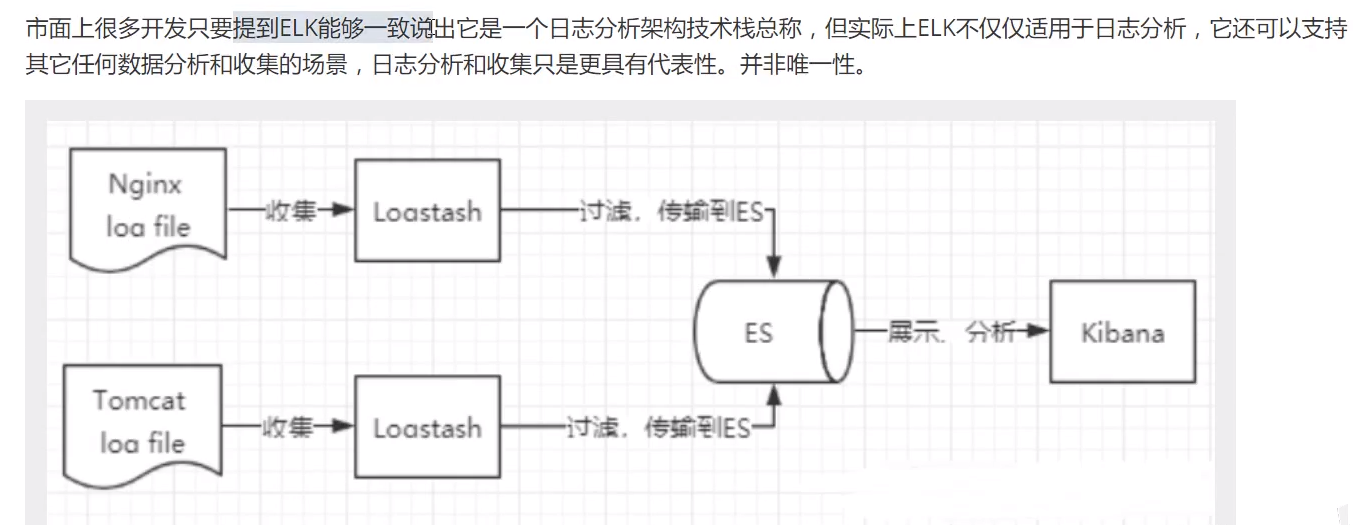 市面上很多开发只要提到ELK能够一致说出它是一个日志分析架构技术栈总称，但实际上ELK不仅仅适用于日志分析，它还可以支持
其它任何数据分析和收集的场景，日志分析和收集只是更具有代表性。并非唯一性。
Nginx
log file
收集
Logstash
过滤，传输到ES
ES
展示，分析
Kibana
Tomcat
log file
收集
Logstash
过滤，传输到ES